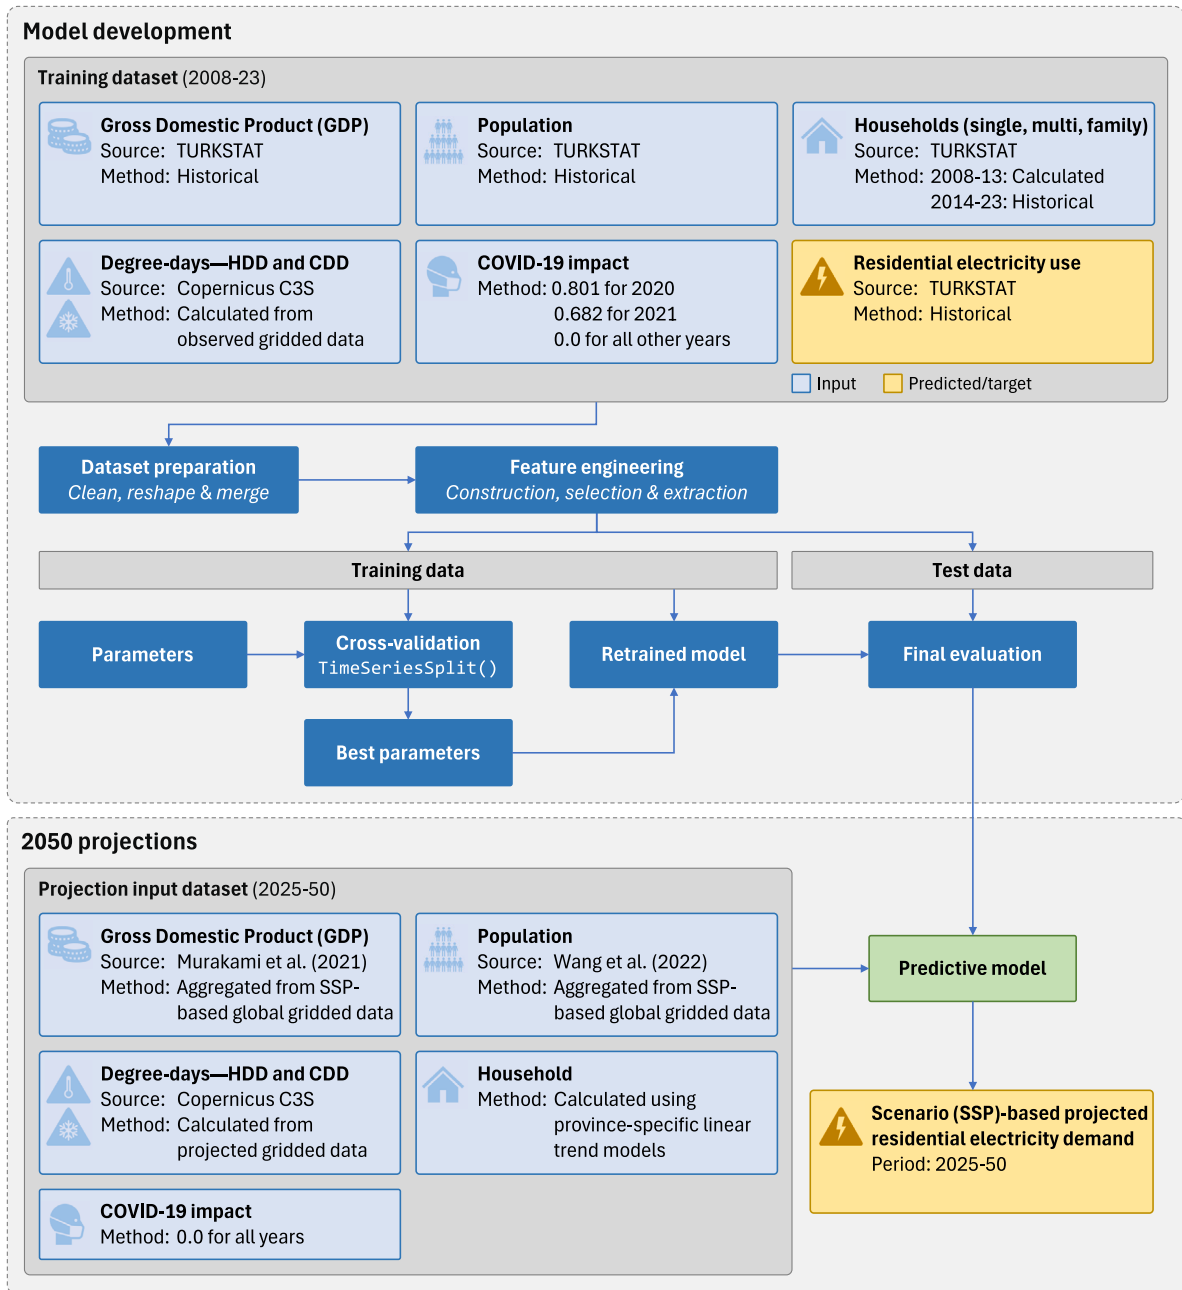 Model development
Training dataset (2008-23)
Gross Domestic Product (GDP)
Source: TURKSTAT
Method: Historical
Population
Source: TURKSTAT
Method: Historical
Households (single, multi, family)
Source: TURKSTAT
Method: 2008-13: Calculated
2014-23: Historical
Degree-days—HDD and CDD
Source: Copernicus C3S
Method: Calculated from
observed gridded data
COVID-19 impact
Method: 0.801 for 2020
0.682 for 2021
0.0 for all other years
Residential electricity use
Source: TURKSTAT
Method: Historical
Input
Predicted/target
Dataset preparation
Clean, reshape & merge
Feature engineering
Construction, selection & extraction
Training data
Test data
Parameters
Cross-validation
TimeSeriesSplit()
Retrained model
Final evaluation
Best parameters
2050 projections
Projection input dataset (2025-50)
Gross Domestic Product (GDP)
Source: Murakami et al. (2021)
Method: Aggregated from SSP-
based global gridded data
Population
Source: Wang et al. (2022)
Method: Aggregated from SSP-
based global gridded data
Predictive model
Degree-days—HDD and CDD
Source: Copernicus C3S
Method: Calculated from
projected gridded data
Household
Method: Calculated using
province-specific linear
trend models
Scenario (SSP)-based projected
residential electricity demand
Period: 2025-50
COVID-19 impact
Method: 0.0 for all years